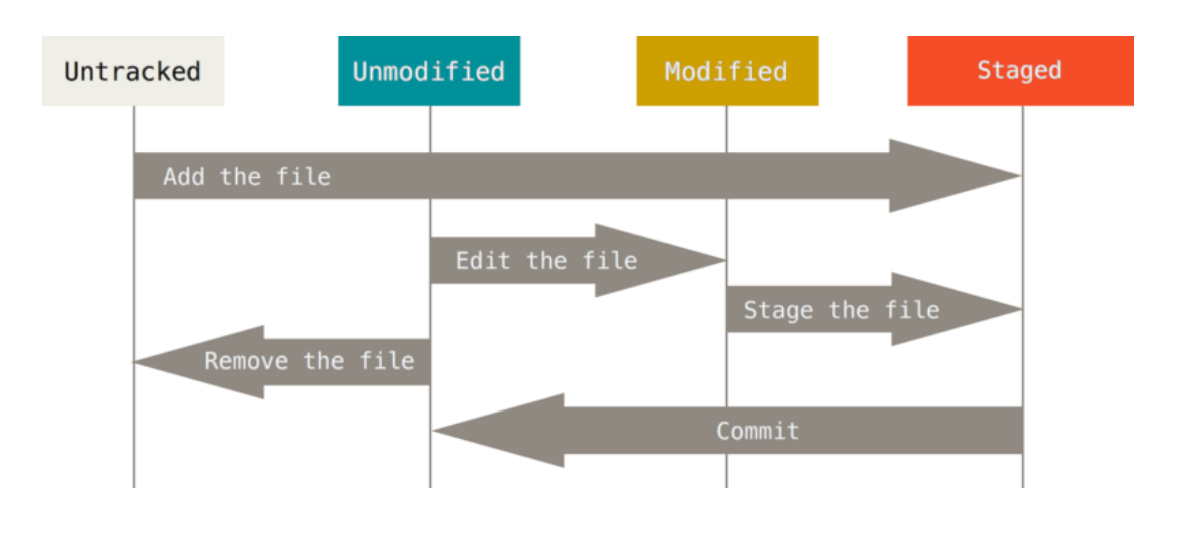 Untracked
Unmodified
Modified
Staged
Add the file
Edit the file
Stage the file
Remove the file
Commit